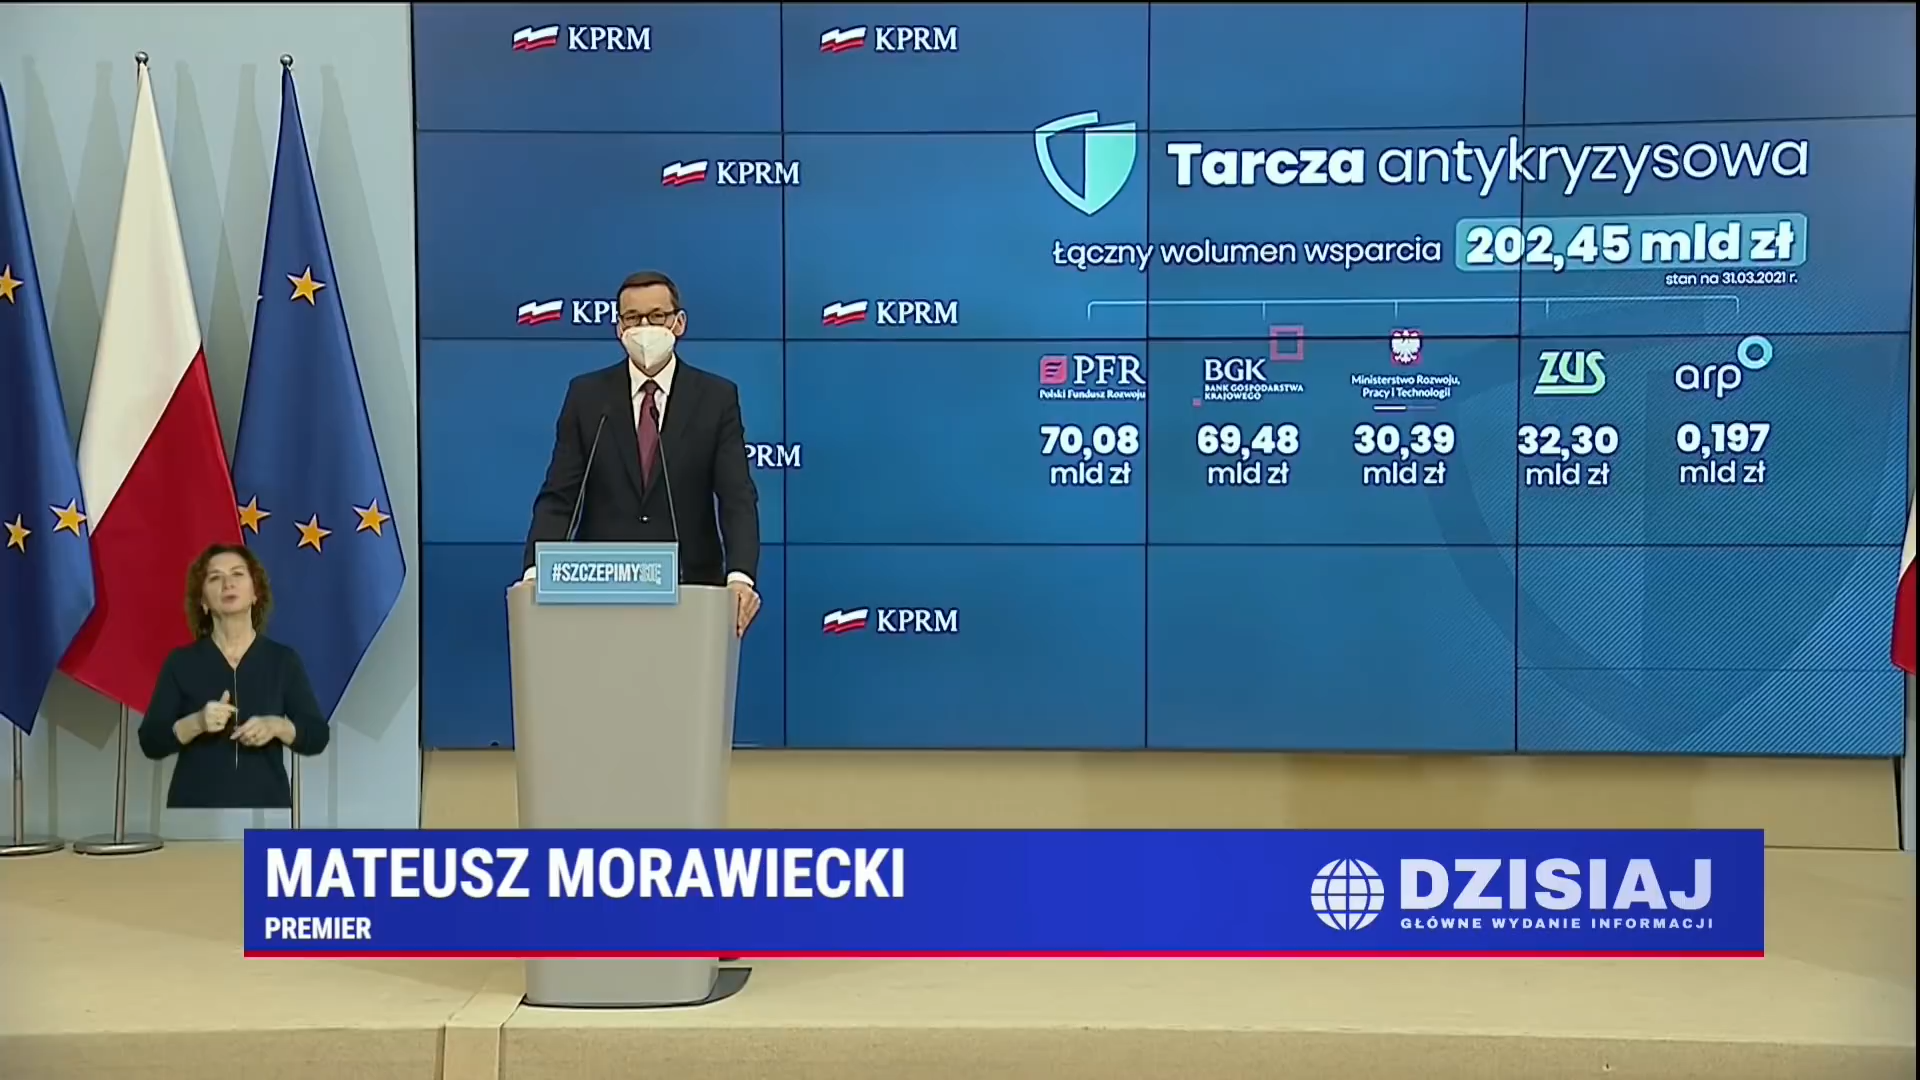 KPRM
KPRM
KPRM
Tarcza antykryzysowa
Łączny wolumen wsparcia 202,45 mld zł
stan na 31.03.2021 r.
KPRM
PFR
Polski Fundusz Rozwoju
BGK
BANK GOSPODARSTWA
KRAJOWEGO
Ministerstwo Rozwoju,
Pracy i Technologii
ZUS
arp
70,08
mld zł
69,48
mld zł
30,39
mld zł
32,30
mld zł
0,197
mld zł
PRM
#SZCZEPIMYSIĘ
KPRM
MATEUSZ MORAWIECKI
PREMIER
DZISIAJ
GŁÓWNE WYDANIE INFORMACJI